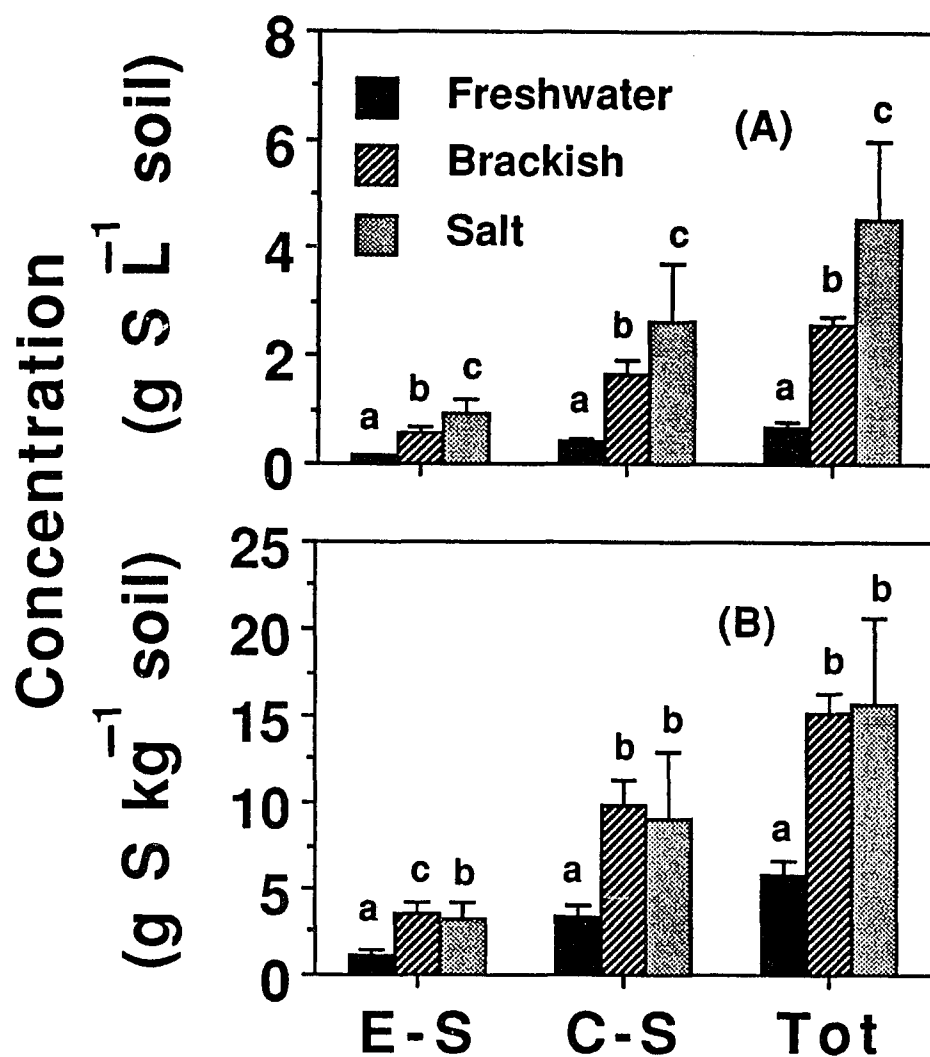 Concentration
(g S L⁻¹ soil)
(g S kg⁻¹ soil)
8
6
4
2
0
Freshwater
Brackish
Salt
(A)
a
b
c
a
b
c
a
b
c
25
20
15
10
5
0
(B)
a
c
b
a
b
b
a
b
b
E-S
C-S
Tot